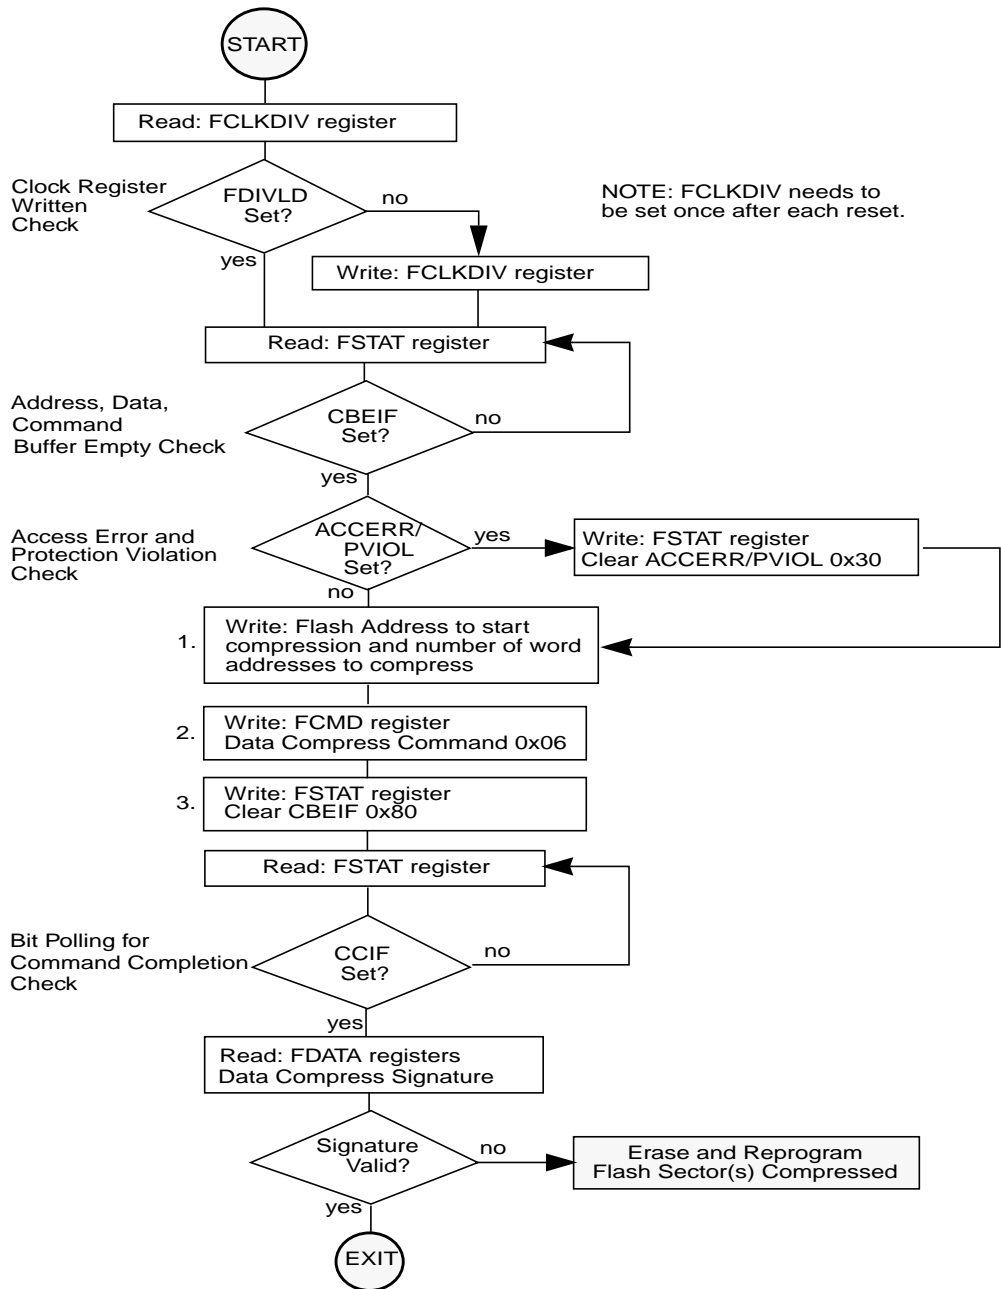 START
Read: FCLKDIV register
Clock Register
Written
Check
FDIVLD
Set?
no
NOTE: FCLKDIV needs to
be set once after each reset.
yes
Write: FCLKDIV register
Read: FSTAT register
Address, Data,
Command
Buffer Empty Check
CBEIF
Set?
no
yes
Access Error and
Protection Violation
Check
ACCERR/
PVIOL
Set?
yes
Write: FSTAT register
Clear ACCERR/PVIOL 0x30
no
1.
Write: Flash Address to start
compression and number of word
addresses to compress
2.
Write: FCMD register
Data Compress Command 0x06
3.
Write: FSTAT register
Clear CBEIF 0x80
Read: FSTAT register
Bit Polling for
Command Completion
Check
CCIF
Set?
no
yes
Read: FDATA registers
Data Compress Signature
Signature
Valid?
no
Erase and Reprogram
Flash Sector(s) Compressed
yes
EXIT